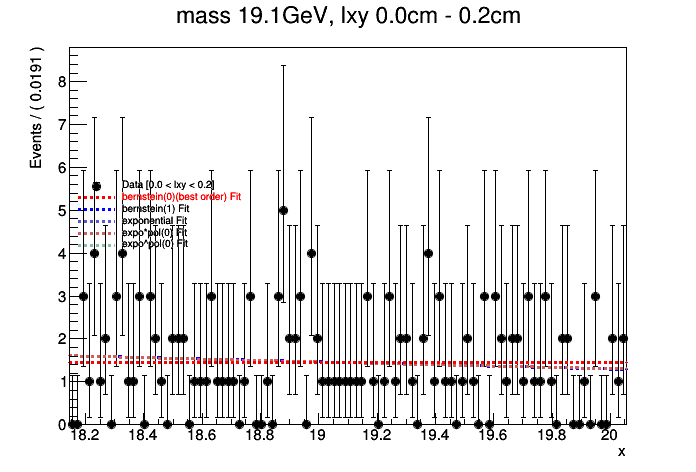 mass 19.1GeV, lxy 0.0cm - 0.2cm
Events / ( 0.0191 )
8
7
6
5
4
3
2
1
0
Data [0.0 < lxy < 0.2]
bernstein(0)(best order) Fit
bernstein(1) Fit
exponential Fit
expo*pol(0) Fit
expo*pol(0) Fit
18.2 18.4 18.6 18.8 19 19.2 19.4 19.6 19.8 20
x